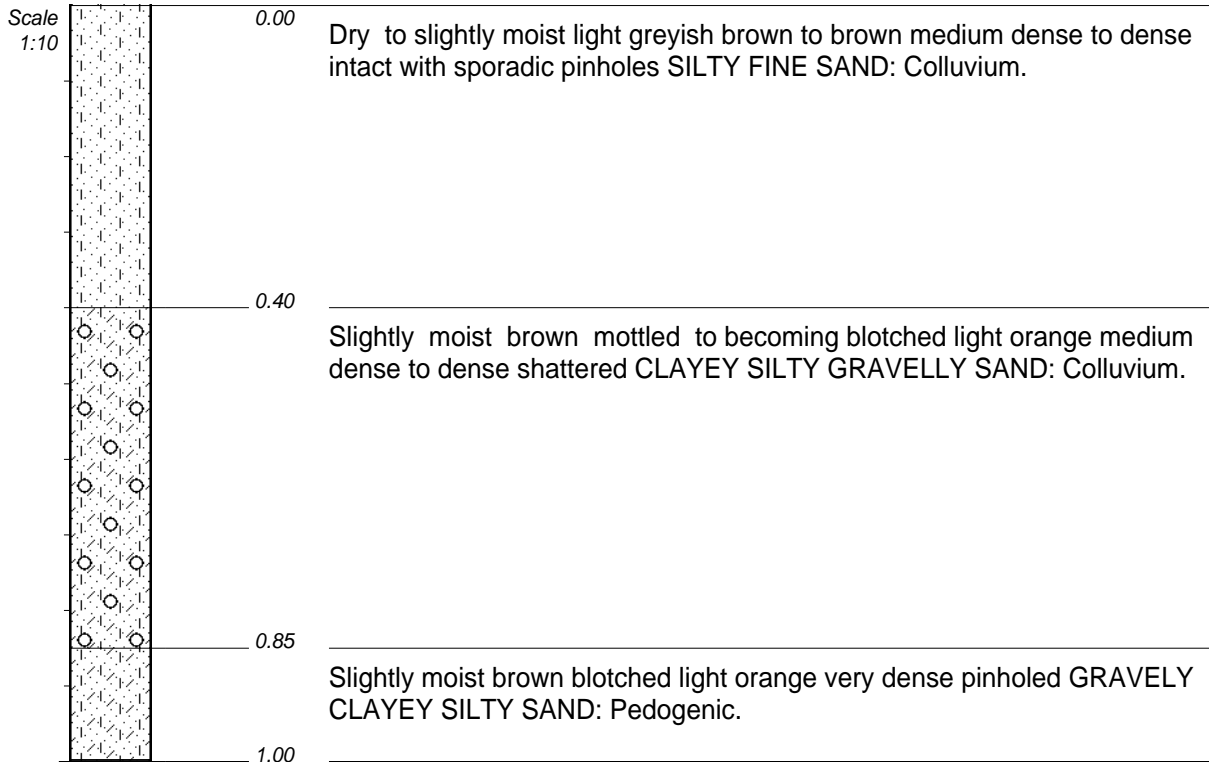 Scale
1:10
0.00
Dry to slightly moist light greyish brown to brown medium dense to dense
intact with sporadic pinholes SILTY FINE SAND: Colluvium.
0.40
Slightly moist brown mottled to becoming blotched light orange medium
dense to dense shattered CLAYEY SILTY GRAVELLY SAND: Colluvium.
0.85
Slightly moist brown blotched light orange very dense pinholed GRAVELY
CLAYEY SILTY SAND: Pedogenic.
1.00